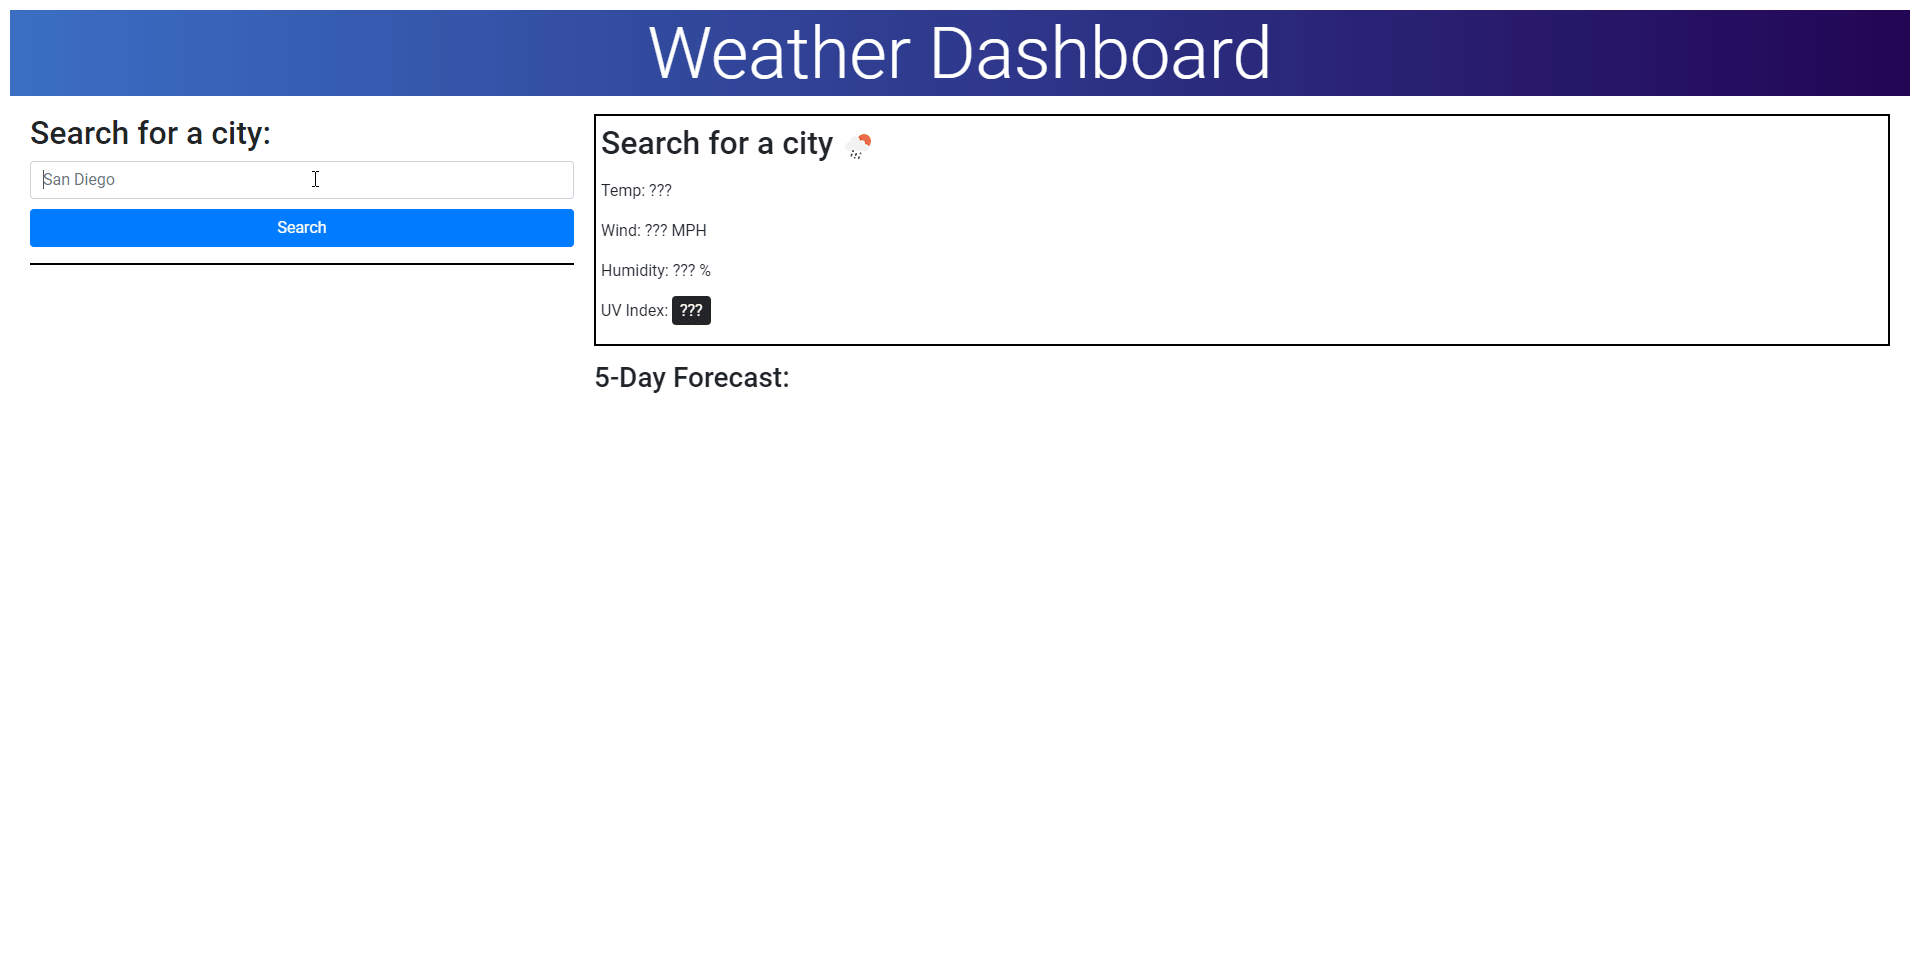 Weather Dashboard
Search for a city:
San Diego
Search
Search for a city
Temp: ???
Wind: ??? MPH
Humidity: ??? %
UV Index: ???
5-Day Forecast: